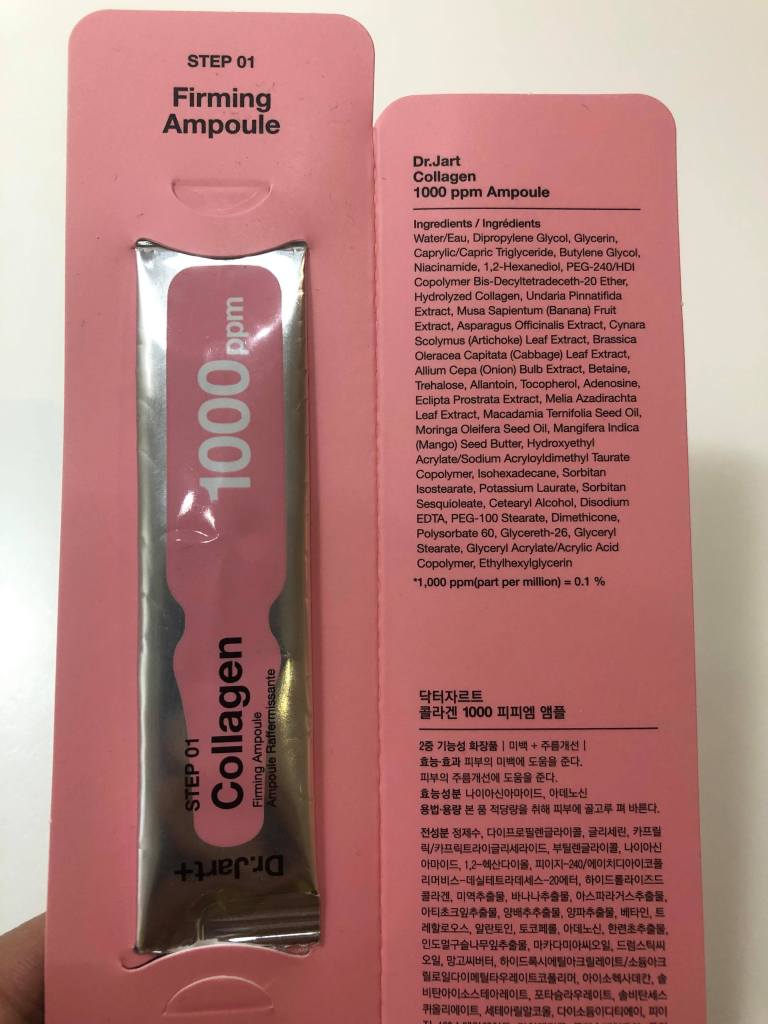 STEP 01
Firming
Ampoule
1000 ppm
STEP 01
Collagen
Firming Ampoule
Ampoule Raffermissante
Dr.Jart+
Dr.Jart
Collagen
1000 ppm Ampoule
Ingredients / Ingrédients
Water/Eau, Dipropylene Glycol, Glycerin,
Caprylic/Capric Triglyceride, Butylene Glycol,
Niacinamide, 1,2-Hexanediol, PEG-240/HDI
Copolymer Bis-Decyltetradeceth-20 Ether,
Hydrolyzed Collagen, Undaria Pinnatifida
Extract, Musa Sapientum (Banana) Fruit
Extract, Asparagus Officinalis Extract, Cynara
Scolymus (Artichoke) Leaf Extract, Brassica
Oleracea Capitata (Cabbage) Leaf Extract,
Allium Cepa (Onion) Bulb Extract, Betaine,
Trehalose, Allantoin, Tocopherol, Adenosine,
Eclipta Prostrata Extract, Melia Azadirachta
Leaf Extract, Macadamia Ternifolia Seed Oil,
Moringa Oleifera Seed Oil, Mangifera Indica
(Mango) Seed Butter, Hydroxyethyl
Acrylate/Sodium Acryloyldimethyl Taurate
Copolymer, Isohexadecane, Sorbitan
Isostearate, Potassium Laurate, Sorbitan
Sesquioleate, Cetearyl Alcohol, Disodium
EDTA, PEG-100 Stearate, Dimethicone,
Polysorbate 60, Glycereth-26, Glyceryl
Stearate, Glyceryl Acrylate/Acrylic Acid
Copolymer, Ethylhexylglycerin
*1,000 ppm(part per million) = 0.1 %
닥터자르트
콜라겐 1000 피피엠 앰플
2중 기능성 화장품 | 미백 + 주름개선 |
효능·효과 피부의 미백에 도움을 준다.
피부의 주름개선에 도움을 준다.
효능성분 나이아신아마이드, 아데노신
용법·용량 본 품 적당량을 취해 피부에 골고루 펴 바른다.
전성분 정제수, 다이프로필렌글라이콜, 글리세린, 카프릴
릭/카프릭트라이글리세라이드, 부틸렌글라이콜, 나이아신
아마이드, 1,2-헥산다이올, 피이지-240/에이치디아이코폴
리머비스-데실테트라데세스-20에터, 하이드롤라이즈드
콜라겐, 미역추출물, 바나나추출물, 아스파라거스추출물,
아티초크잎추출물, 양배추추출물, 양파추출물, 베타인, 트
레할로오스, 알란토인, 토코페롤, 아데노신, 한련초추출물,
인도멀구슬나무잎추출물, 마카다미아씨오일, 드럼스틱씨
오일, 망고씨버터, 하이드록시에틸아크릴레이트/소듐아크
릴로일다이메틸타우레이트코폴리머, 아이소헥사데칸, 솔
비탄아이소스테아레이트, 포타슘라우레이트, 솔비탄세스
퀴올리에이트, 세테아릴알코올, 다이소듐이디티에이, 피이